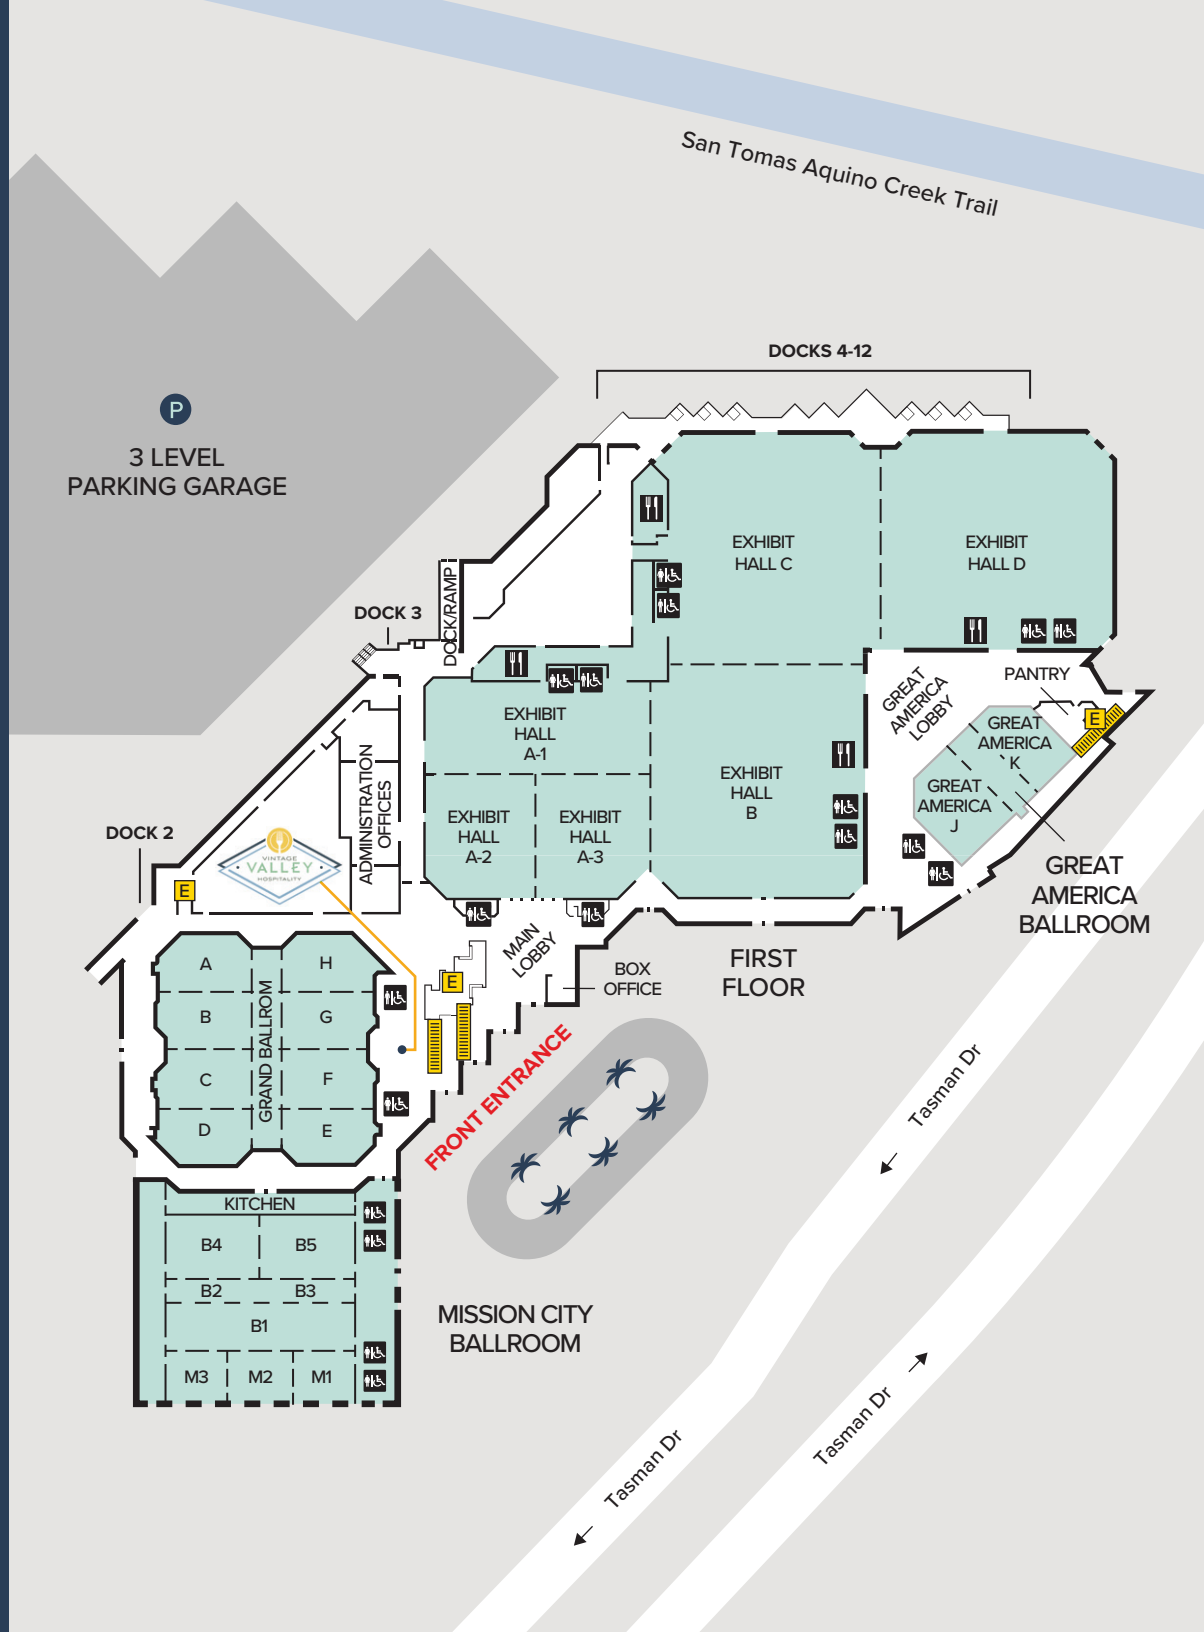 San Tomas Aquino Creek Trail
DOCKS 4-12
P
3 LEVEL
PARKING GARAGE
EXHIBIT
HALL C
EXHIBIT
HALL D
DOCK/RAMP
DOCK 3
PANTRY
GREAT
AMERICA
LOBBY
EXHIBIT
HALL
A-1
GREAT
AMERICA
K
E
ADMINISTRATION
OFFICES
EXHIBIT
HALL
B
GREAT
AMERICA
J
EXHIBIT
HALL
A-2
EXHIBIT
HALL
A-3
DOCK 2
VINTAGE
VALLEY
HOSPITALITY
E
GREAT
AMERICA
BALLROOM
MAIN
LOBBY
FIRST
FLOOR
BOX
OFFICE
E
A
H
B
G
GRAND BALLROM
C
F
D
E
FRONT ENTRANCE
Tasman Dr
KITCHEN
B4
B5
B2
B3
B1
M3
M2
M1
MISSION CITY
BALLROOM
Tasman Dr
Tasman Dr